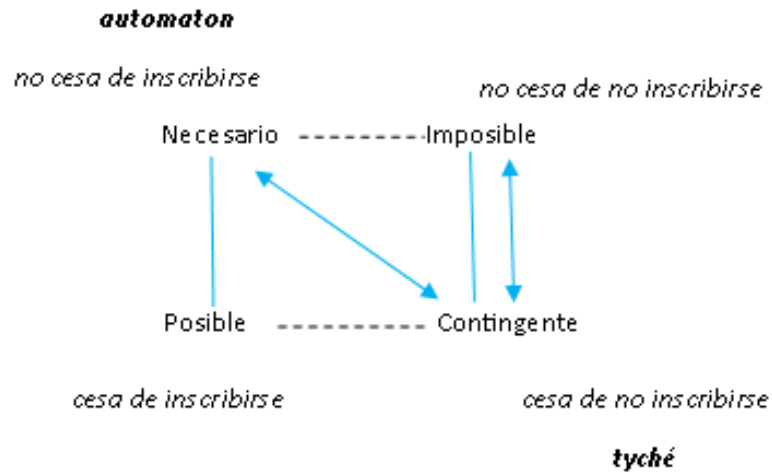 automaton
no cesa de inscribirse
no cesa de no inscribirse
Necesario
Imposible
Posible
Contingente
cesa de inscribirse
cesa de no inscribirse
tyché